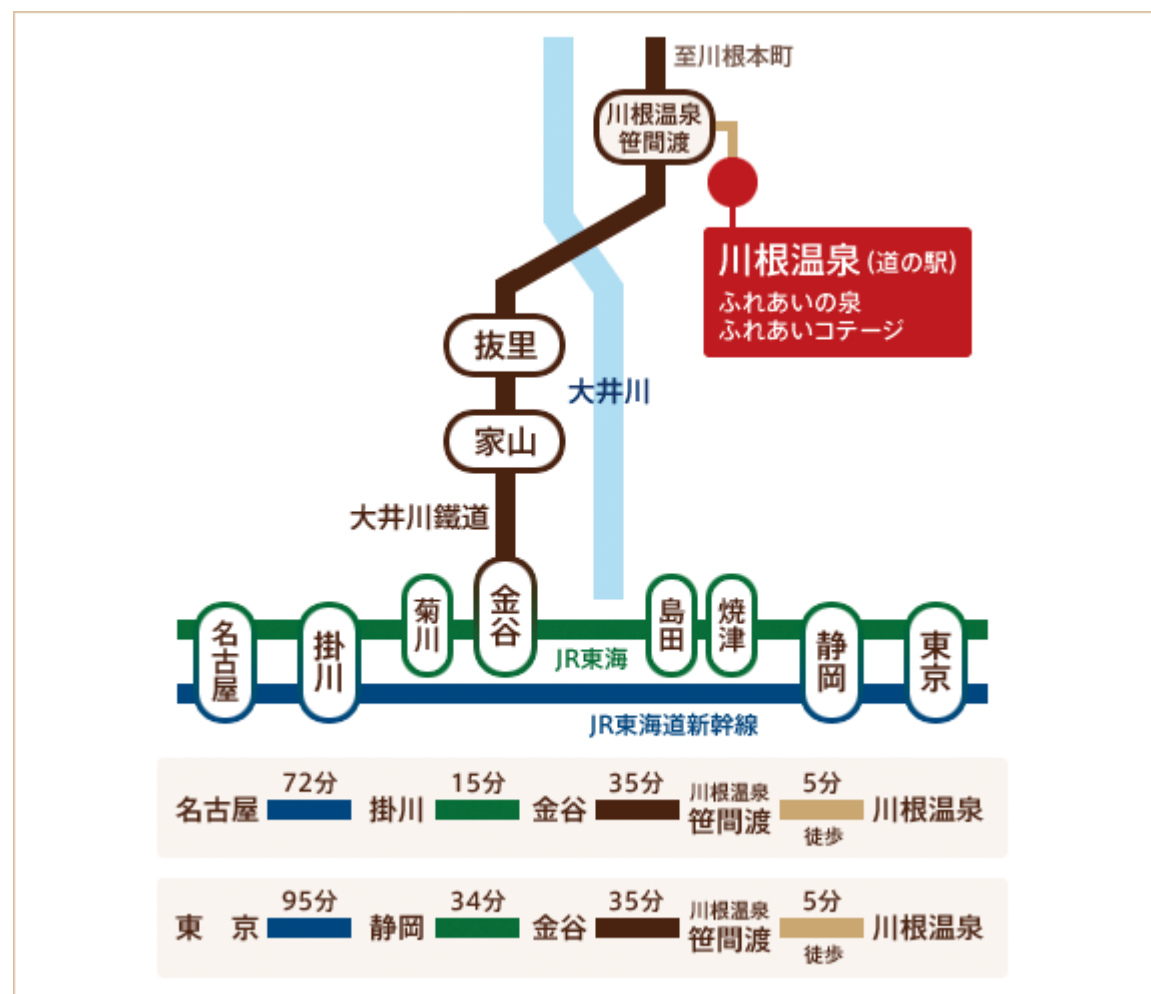 至川根本町
川根温泉
笹間渡
川根温泉(道の駅)
ふれあいの泉
ふれあいコテージ
抜里
大井川
家山
大井川鐵道
名古屋
掛川
菊川
金谷
島田
焼津
静岡
東京
JR東海
JR東海道新幹線
72分 15分 35分 5分
名古屋 掛川 金谷 川根温泉 笹間渡 徒歩 川根温泉
95分 34分 35分 5分
東 京 静岡 金谷 川根温泉 笹間渡 徒歩 川根温泉